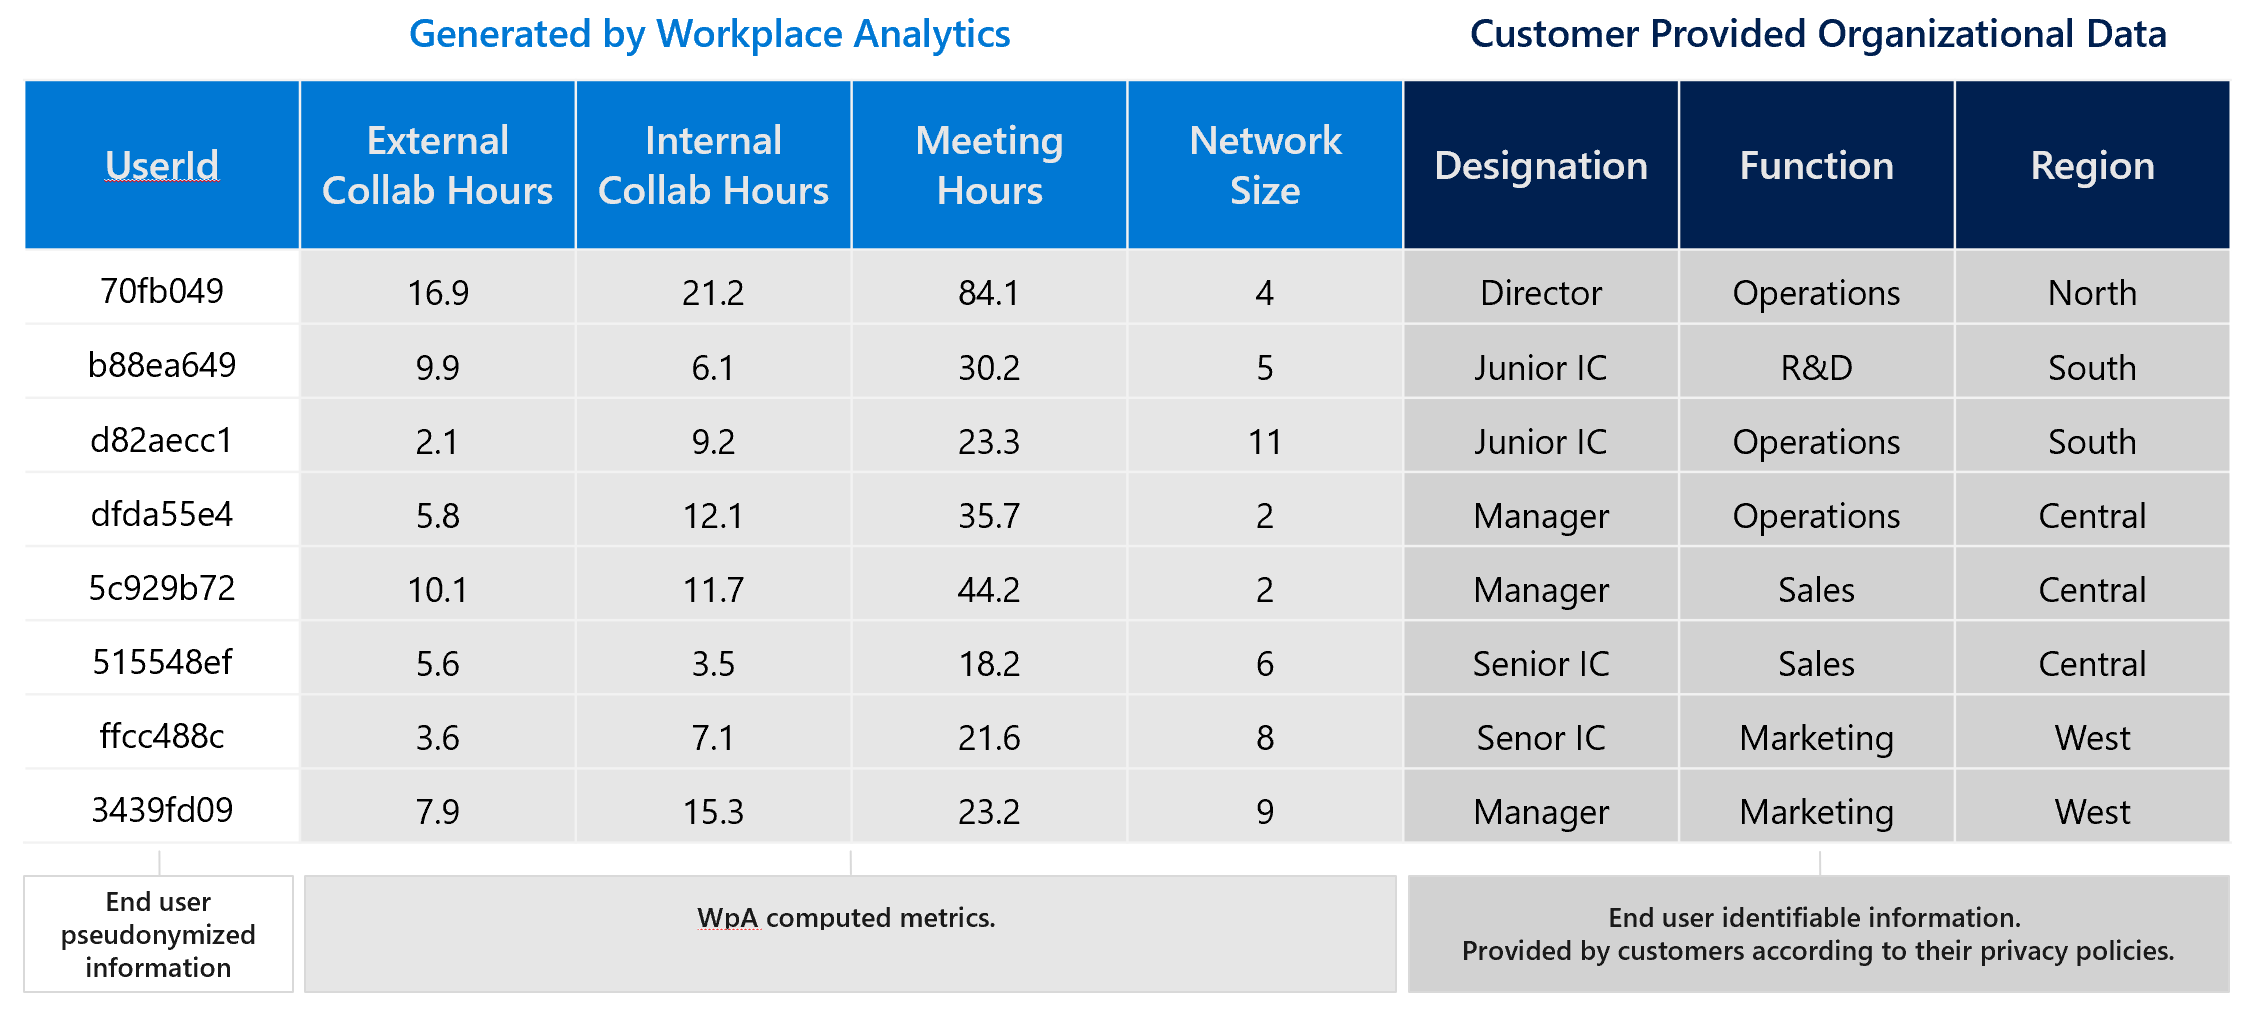 Generated by Workplace Analytics Customer Provided Organizational Data
UserId External Collab Hours Internal Collab Hours Meeting Hours Network Size Designation Function Region
70fb049 16.9 21.2 84.1 4 Director Operations North
b88ea649 9.9 6.1 30.2 5 Junior IC R&D South
d82aecc1 2.1 9.2 23.3 11 Junior IC Operations South
dfda55e4 5.8 12.1 35.7 2 Manager Operations Central
5c929b72 10.1 11.7 44.2 2 Manager Sales Central
515548ef 5.6 3.5 18.2 6 Senior IC Sales Central
ffcc488c 3.6 7.1 21.6 8 Senor IC Marketing West
3439fd09 7.9 15.3 23.2 9 Manager Marketing West
End user
pseudonymized
information
WpA computed metrics.
End user identifiable information.
Provided by customers according to their privacy policies.